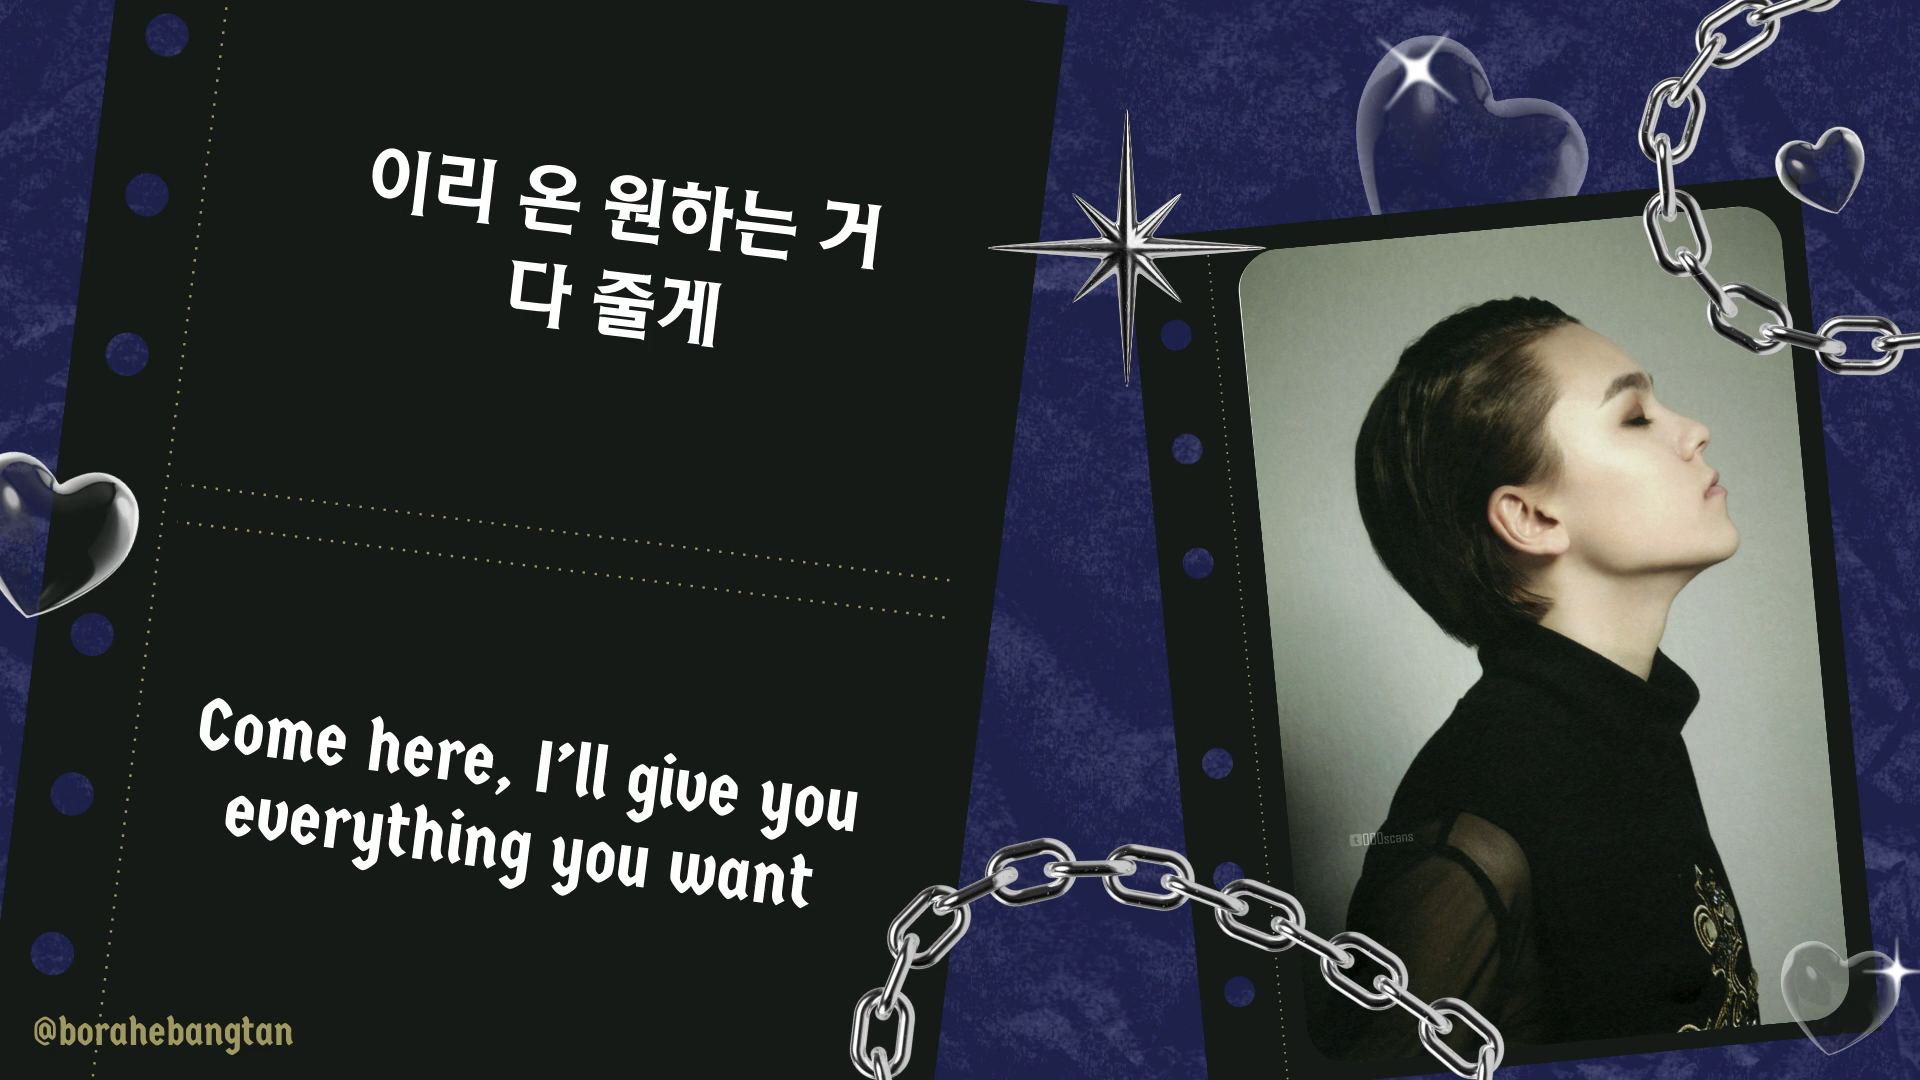 이리 온 원하는 거
다 줄게
Come here, I’ll give you
everything you want
@borahebangtan